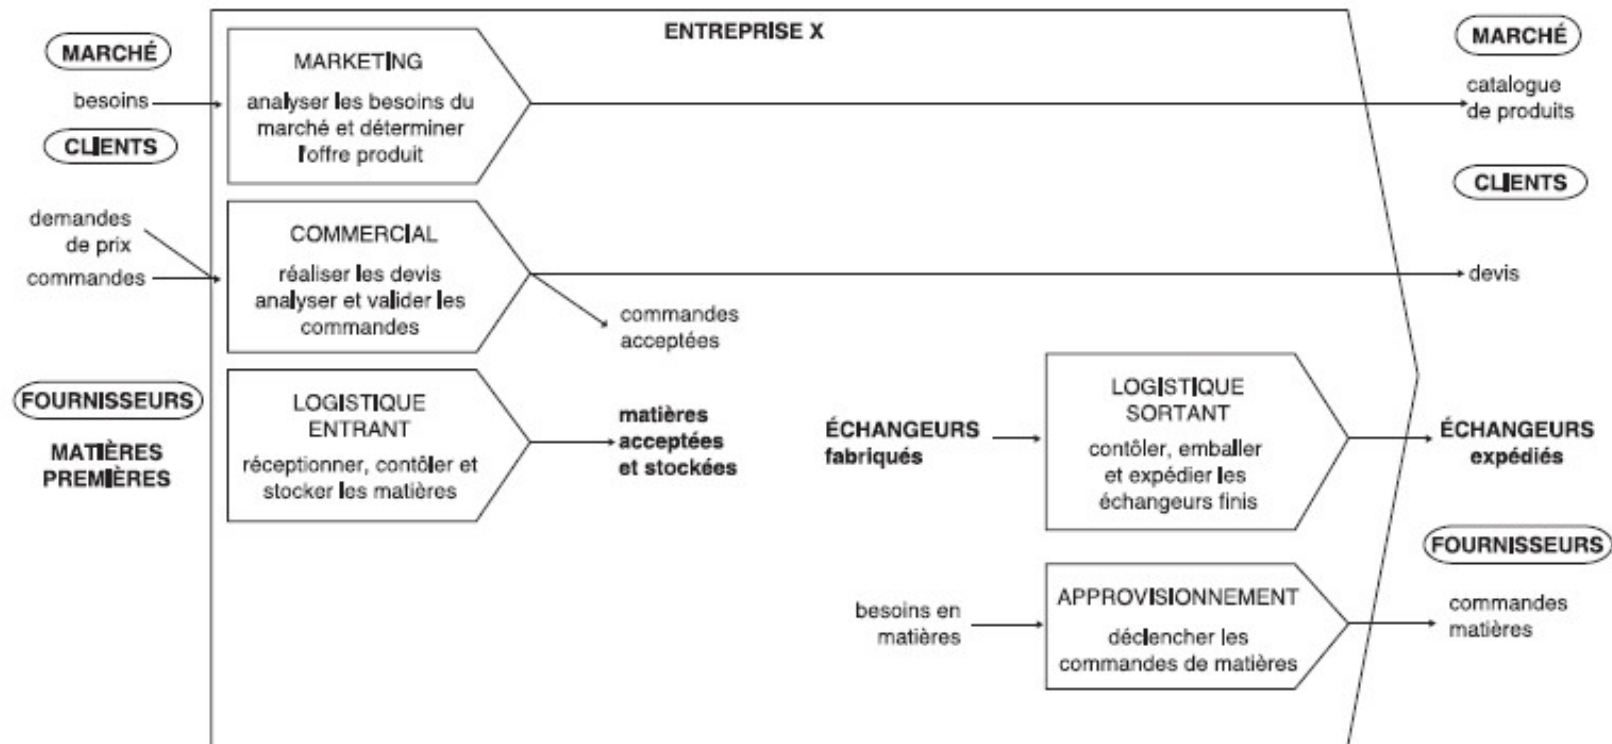 ENTREPRISE X
MARCHÉ
besoins
CLIENTS
demandes
de prix
commandes
FOURNISSEURS
MATIÈRES
PREMIÈRES
MARKETING
analyser les besoins du
marché et déterminer
l'offre produit
COMMERCIAL
réaliser les devis
analyser et valider les
commandes
commandes
acceptées
LOGISTIQUE
ENTRANT
réceptionner, contôler et
stocker les matières
matières
acceptées
et stockées
ÉCHANGEURS
fabriqués
LOGISTIQUE
SORTANT
contôler, emballer
et expédier les
échangeurs finis
besoins en
matières
APPROVISIONNEMENT
déclencher les
commandes de matières
MARCHÉ
catalogue
de produits
CLIENTS
devis
ÉCHANGEURS
expédiés
FOURNISSEURS
commandes
matières